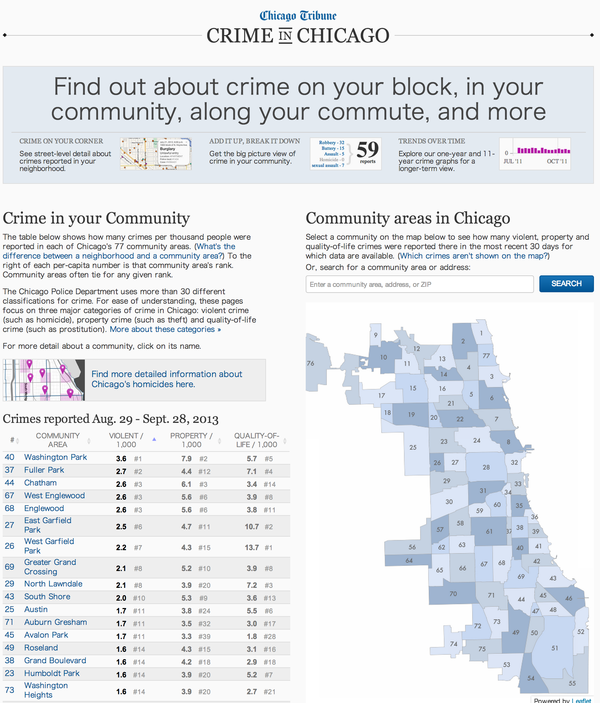 Chicago Tribune
CRIME IN CHICAGO
Find out about crime on your block, in your
community, along your commute, and more
CRIME ON YOUR CORNER
See street-level detail about
crimes reported in your
neighborhood.
Burglary
ADD IT UP, BREAK IT DOWN
Get the big picture view of
crime in your community.
Robbery - 32
Battery - 15
Assault - 5
Homicide - 0
sexual assault - 7
59
reports
TRENDS OVER TIME
Explore our one-year and 11-
year crime graphs for a
longer-term view.
0
JUL '11
OCT '11
Crime in your Community
The table below shows how many crimes per thousand people were
reported in each of Chicago's 77 community areas. (What's the
difference between a neighborhood and a community area?) To the
right of each per-capita number is that community area's rank.
Community areas often tie for any given rank.
The Chicago Police Department uses more than 30 different
classifications for crime. For ease of understanding, these pages
focus on three major categories of crime in Chicago: violent crime
(such as homicide), property crime (such as theft) and quality-of-life
crime (such as prostitution). More about these categories »
For more detail about a community, click on its name.
Find more detailed information about
Chicago's homicides here.
Crimes reported Aug. 29 - Sept. 28, 2013
# COMMUNITY AREA VIOLENT / 1,000 PROPERTY / 1,000 QUALITY-OF-LIFE / 1,000
40 Washington Park 3.6 #1 7.9 #2 5.7 #5
37 Fuller Park 2.7 #2 4.4 #12 7.1 #4
44 Chatham 2.6 #3 6.1 #3 3.4 #14
67 West Englewood 2.6 #3 5.6 #6 3.9 #8
68 Englewood 2.6 #3 5.6 #6 3.8 #11
27 East Garfield Park 2.5 #6 4.7 #11 10.7 #2
26 West Garfield Park 2.2 #7 4.3 #15 13.7 #1
69 Greater Grand Crossing 2.1 #8 5.2 #10 3.9 #8
29 North Lawndale 2.1 #8 3.9 #20 7.2 #3
43 South Shore 2.0 #10 5.3 #9 3.6 #13
25 Austin 1.7 #11 3.8 #24 5.5 #6
71 Auburn Gresham 1.7 #11 3.5 #32 3.0 #17
45 Avalon Park 1.7 #11 3.3 #39 1.8 #28
49 Roseland 1.6 #14 4.3 #15 3.1 #16
38 Grand Boulevard 1.6 #14 4.2 #18 2.9 #18
23 Humboldt Park 1.6 #14 3.9 #20 5.2 #7
73 Washington Heights 1.6 #14 3.9 #20 2.7 #21
Community areas in Chicago
Select a community on the map below to see how many violent, property and
quality-of-life crimes were reported there in the most recent 30 days for
which data are available. (Which crimes aren't shown on the map?)
Or, search for a community area or address:
Enter a community area, address, or ZIP
SEARCH
9 1 2 12 77
76 10 11 13 4 3
17 15 14 16 5 6
18 19 20 21 22 7
25 23 24 8
26 27 28 32
29 31 33
30 59 60 34 35
57 58 61 37 38 36 39
56 62 63 40 41
64 65 66 67 68 42
69 43
70 71 44 45 46
47 48
72 73 49 50 51 52
74 75 53 54 55
Powered by Leaflet